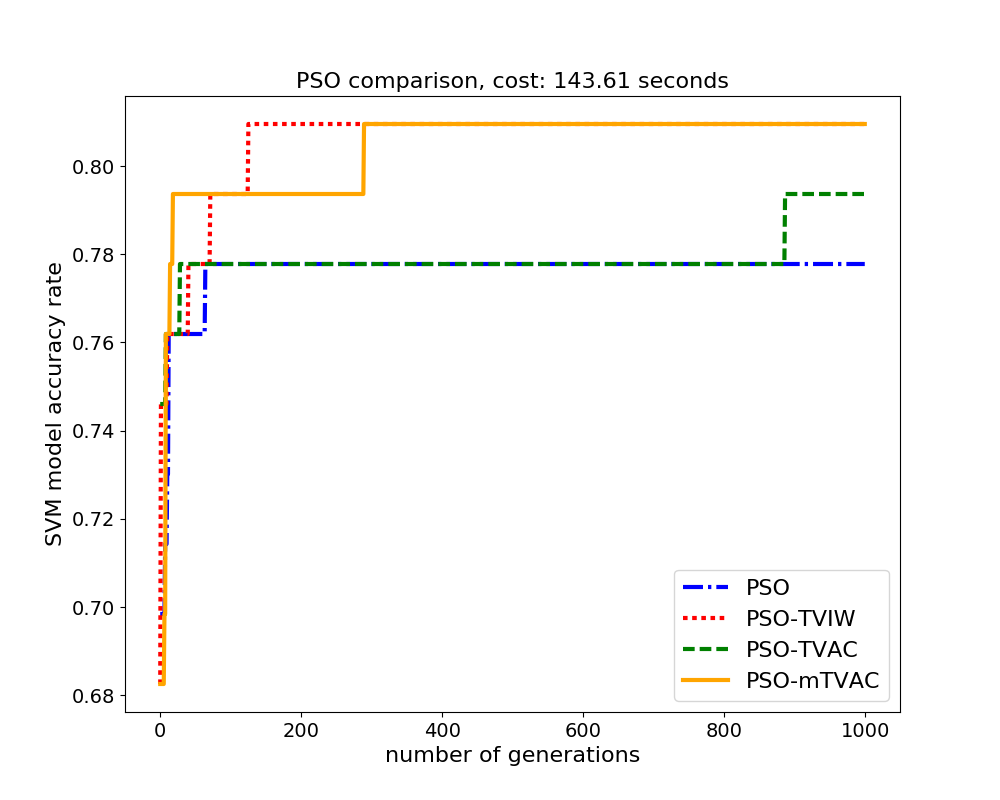 PSO comparison, cost: 143.61 seconds
SVM model accuracy rate
0.80
0.78
0.76
0.74
0.72
0.70
0.68
0 200 400 600 800 1000
number of generations
PSO
PSO-TVIW
PSO-TVAC
PSO-mTVAC